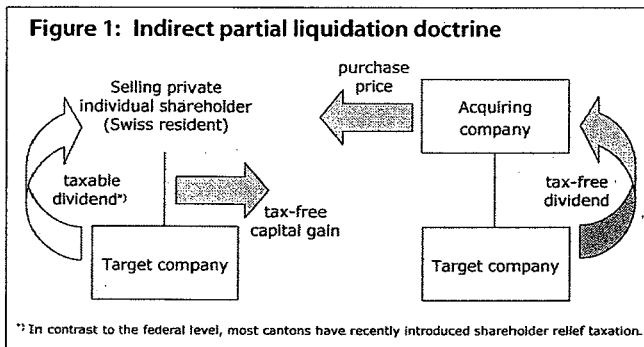 Figure 1: Indirect partial liquidation doctrine
Selling private
individual shareholder
(Swiss resident)
purchase
price
Acquiring
company
taxable
dividend*)
tax-free
capital gain
tax-free
dividend
Target company
Target company
*) In contrast to the federal level, most cantons have recently introduced shareholder relief taxation.